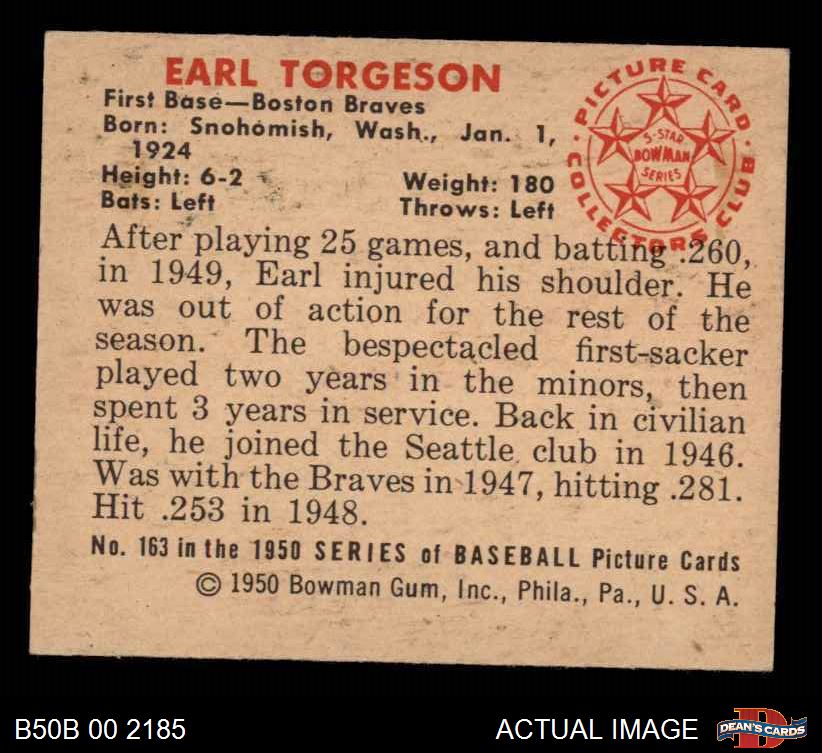 EARL TORGESON
First Base—Boston Braves
Born: Snohomish, Wash., Jan. 1,
1924
Height: 6-2 Weight: 180
Bats: Left Throws: Left
PICTURE CARD
COLLECTORS CLUB
5-STAR
BOWMAN
SERIES
After playing 25 games, and batting .260,
in 1949, Earl injured his shoulder. He
was out of action for the rest of the
season. The bespectacled first-sacker
played two years in the minors, then
spent 3 years in service. Back in civilian
life, he joined the Seattle club in 1946.
Was with the Braves in 1947, hitting .281.
Hit .253 in 1948.
No. 163 in the 1950 SERIES of BASEBALL Picture Cards
© 1950 Bowman Gum, Inc., Phila., Pa., U. S. A.
B50B 00 2185 ACTUAL IMAGE
DEAN'S CARDS